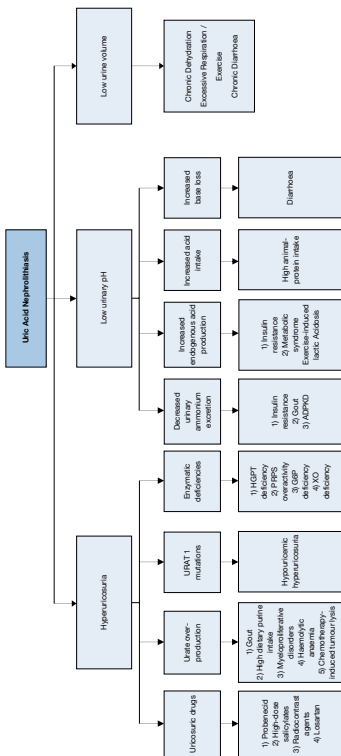 Uric Acid Nephrolithiasis
Hyperuricosuria
Low urinary pH
Low urine volume
Uricosuric drugs
Urate over-
production
URAT 1
mutations
Enzymatic
deficiencies
Decreased
urinary
ammonium
excretion
Increased
endogenous acid
production
Increased acid
intake
Increased
base loss
Chronic Dehydration
Excessive Respiration /
Exercise
Chronic Diarrhoea
1) Probenecid
2) High-dose
salicylates
3) Radiocontrast
agents
4) Losartan
1) Gout
2) High dietary purine
intake
3) Myeloproliferative
disorders
4) Haemolytic
anaemia
5) Chemotherapy-
induced tumour lysis
Hypouricemic
hyperuricosuria
1) HGPT
deficiency
2) PRPS
overactivity
3) G6P
deficiency
4) XO
deficiency
1) Insulin
resistance
2) Gout
3) ADPKD
1) Insulin
resistance
2) Metabolic
syndrome
Exercise-induced
lactic Acidosis
High animal-
protein intake
Diarrhoea